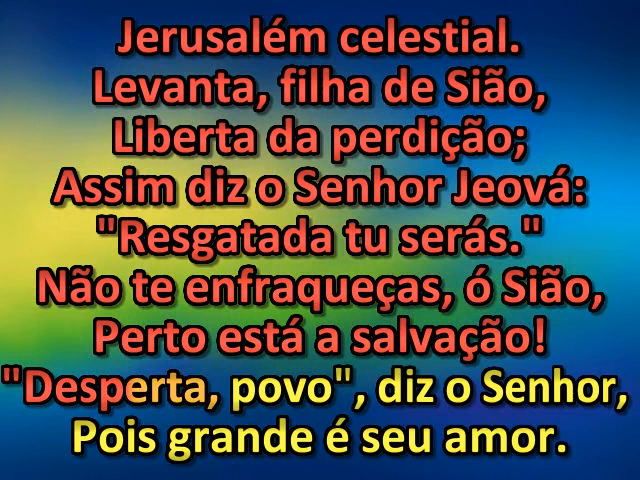 Jerusalém celestial.
Levanta, filha de Sião,
Liberta da perdição;
Assim diz o Senhor Jeová:
"Resgatada tu serás."
Não te enfraqueças, ó Sião,
Perto está a salvação!
"Desperta, povo", diz o Senhor,
Pois grande é seu amor.